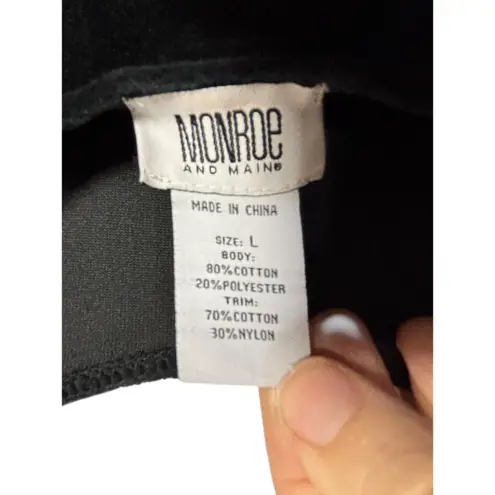 MONROE
AND MAIN®
MADE IN CHINA
SIZE: L
BODY:
80%COTTON
20%POLYESTER
TRIM:
70%COTTON
30%NYLON